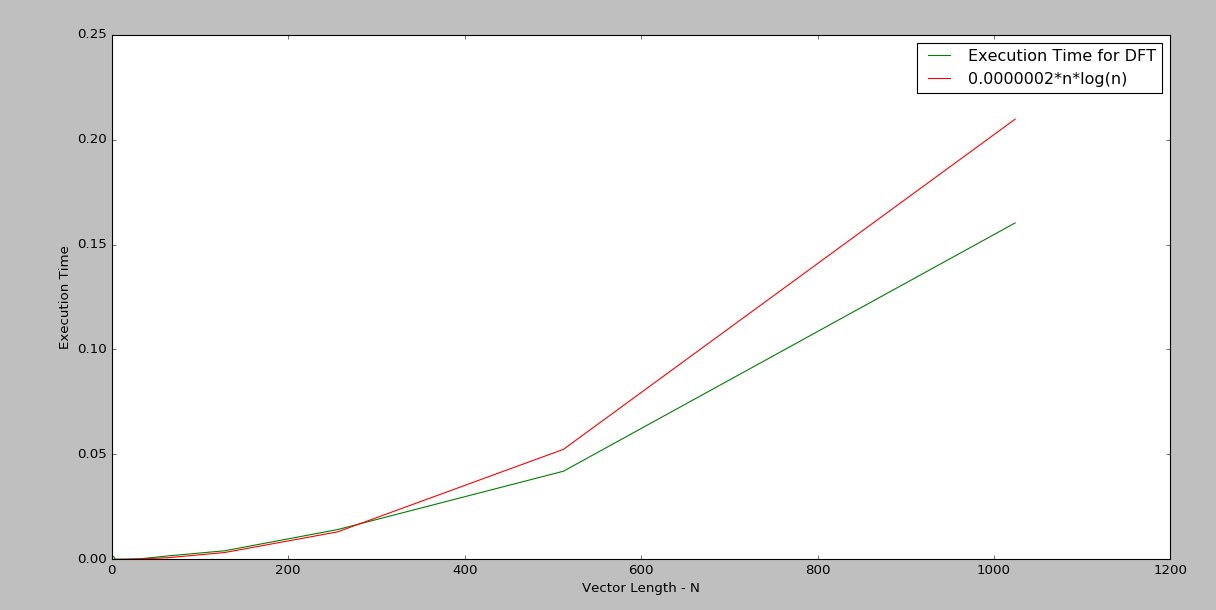 0.25
Execution Time for DFT
0.0000002*n*log(n)
0.20
0.15
Execution Time
0.10
0.05
0.00
0 200 400 600 800 1000 1200
Vector Length - N